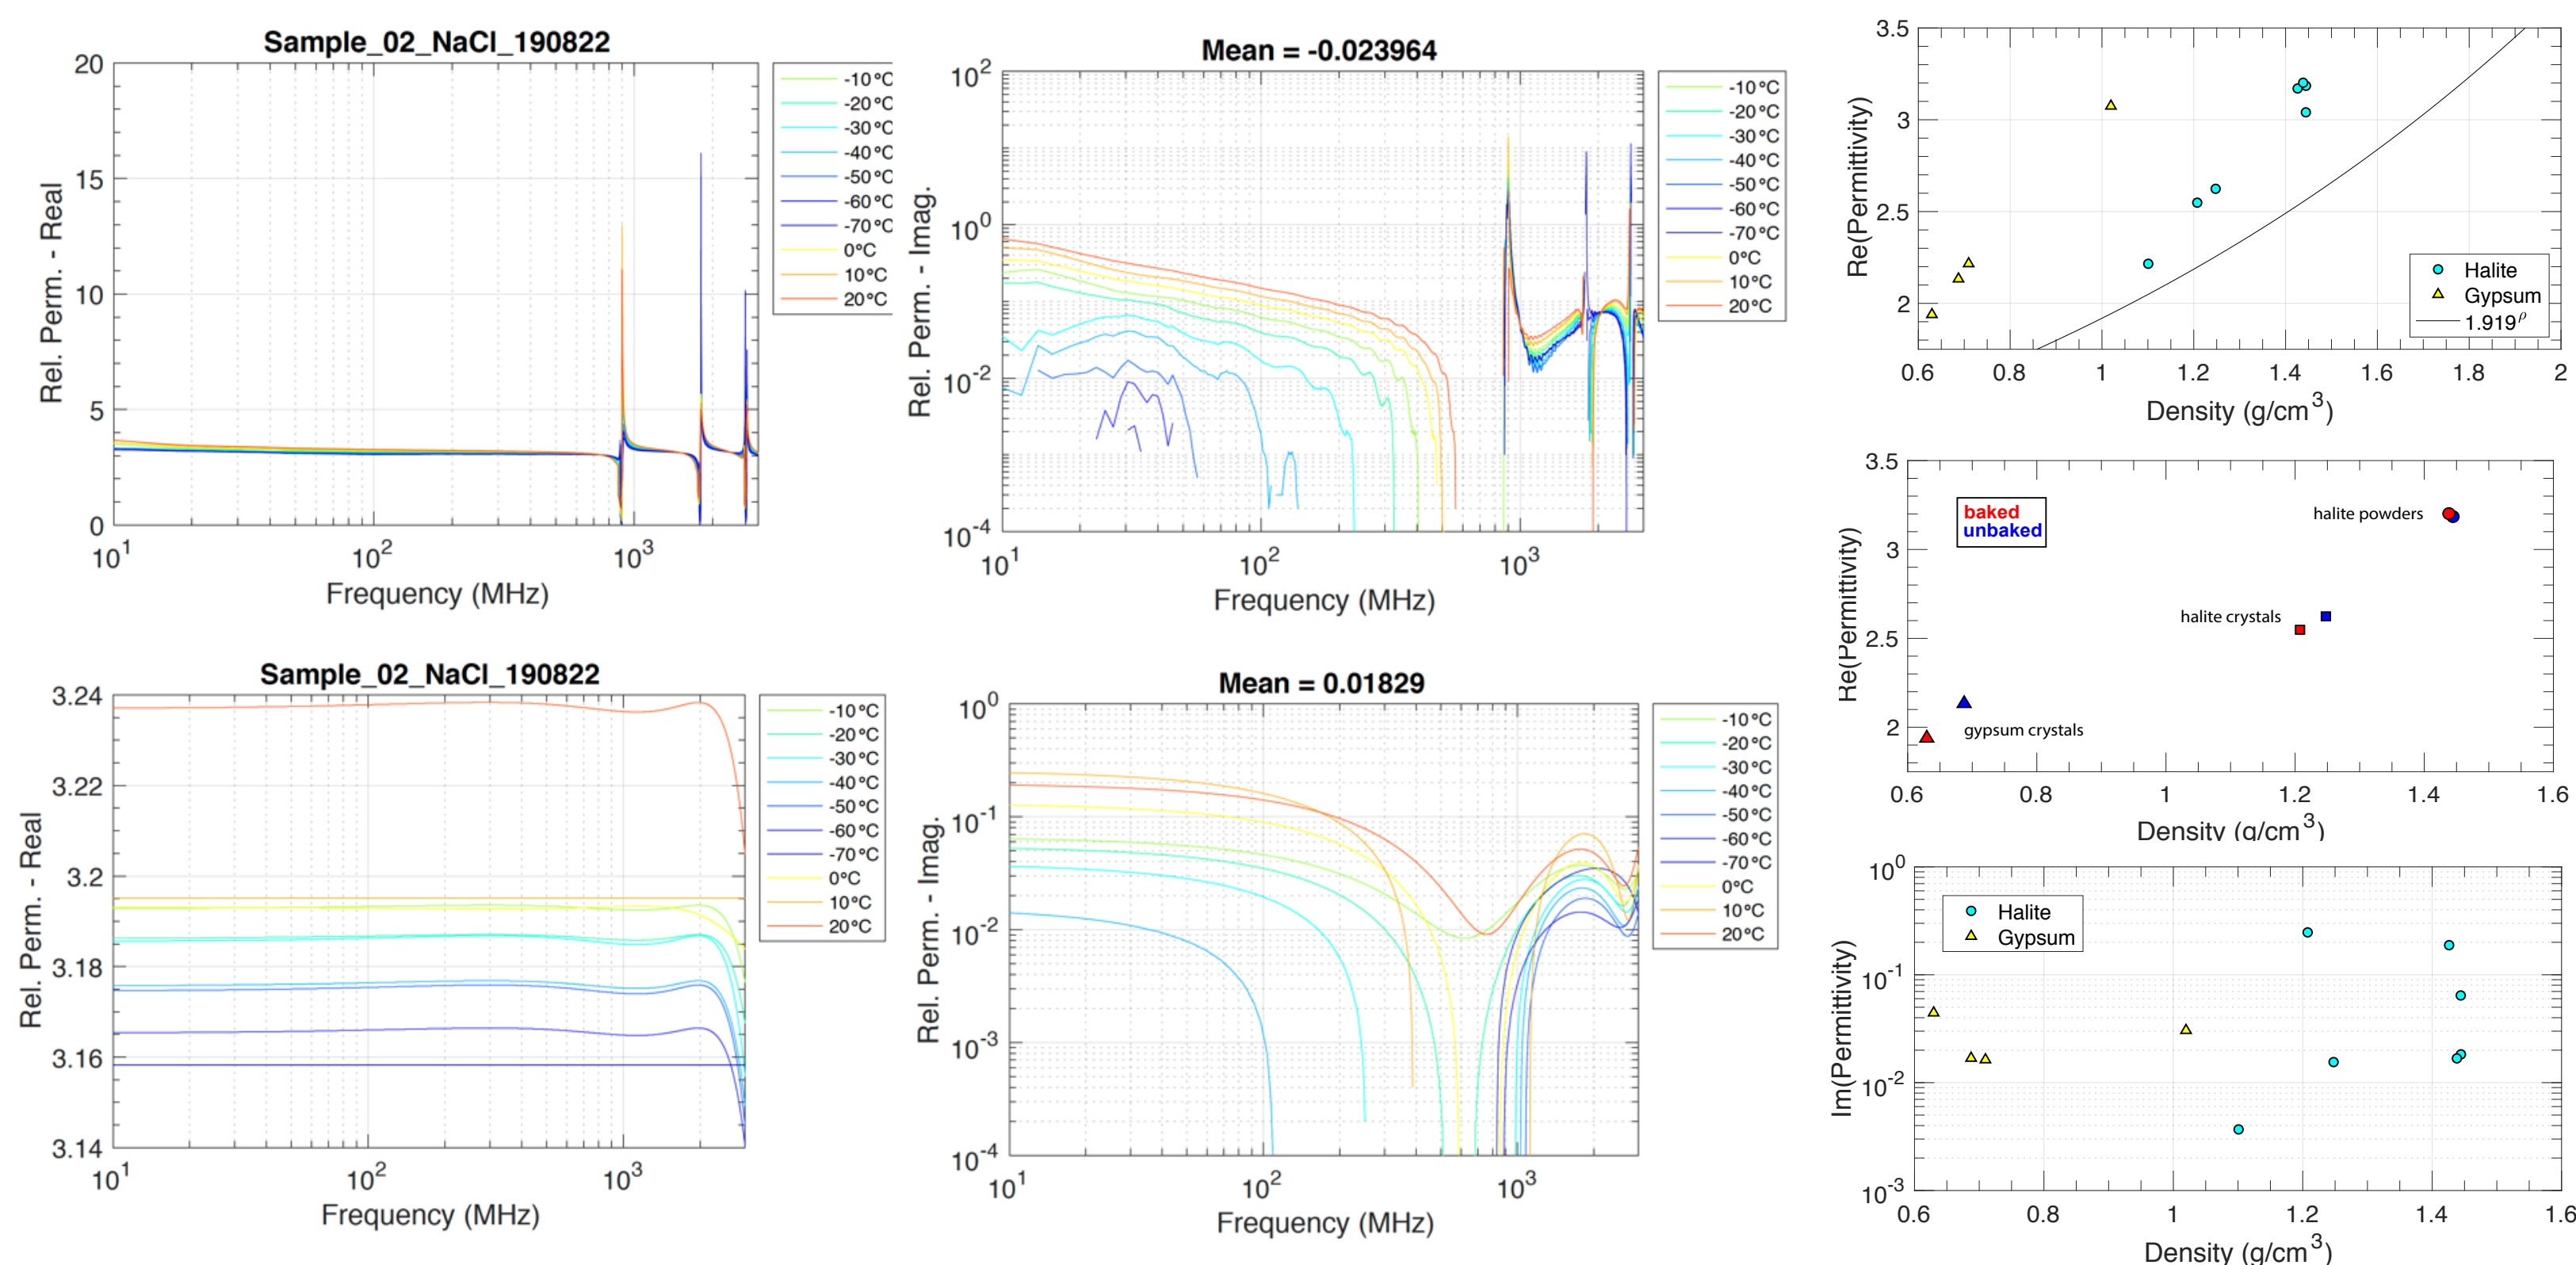 Sample_02_NaCl_190822
Rel. Perm. - Real
20
15
10
5
0
10^1
10^2
10^3
Frequency (MHz)
-10°C
-20°C
-30°C
-40°C
-50°C
-60°C
-70°C
0°C
10°C
20°C
Mean = -0.023964
Rel. Perm. - Imag.
10^2
10^0
10^-2
10^-4
10^1
10^2
10^3
Frequency (MHz)
-10°C
-20°C
-30°C
-40°C
-50°C
-60°C
-70°C
0°C
10°C
20°C
Re(Permittivity)
3.5
3
2.5
2
0.6
0.8
1
1.2
1.4
1.6
1.8
2
Density (g/cm^3)
Halite
Gypsum
1.919^ρ
Re(Permittivity)
3.5
3
2.5
2
baked
unbaked
halite powders
halite crystals
gypsum crystals
0.6
0.8
1
1.2
1.4
1.6
Density (g/cm^3)
Sample_02_NaCl_190822
Rel. Perm. - Real
3.24
3.22
3.2
3.18
3.16
3.14
10^1
10^2
10^3
Frequency (MHz)
-10°C
-20°C
-30°C
-40°C
-50°C
-60°C
-70°C
0°C
10°C
20°C
Mean = 0.01829
Rel. Perm. - Imag.
10^0
10^-1
10^-2
10^-3
10^-4
10^1
10^2
10^3
Frequency (MHz)
-10°C
-20°C
-30°C
-40°C
-50°C
-60°C
-70°C
0°C
10°C
20°C
Im(Permittivity)
10^0
10^-1
10^-2
10^-3
Halite
Gypsum
0.6
0.8
1
1.2
1.4
1.6
Density (g/cm^3)